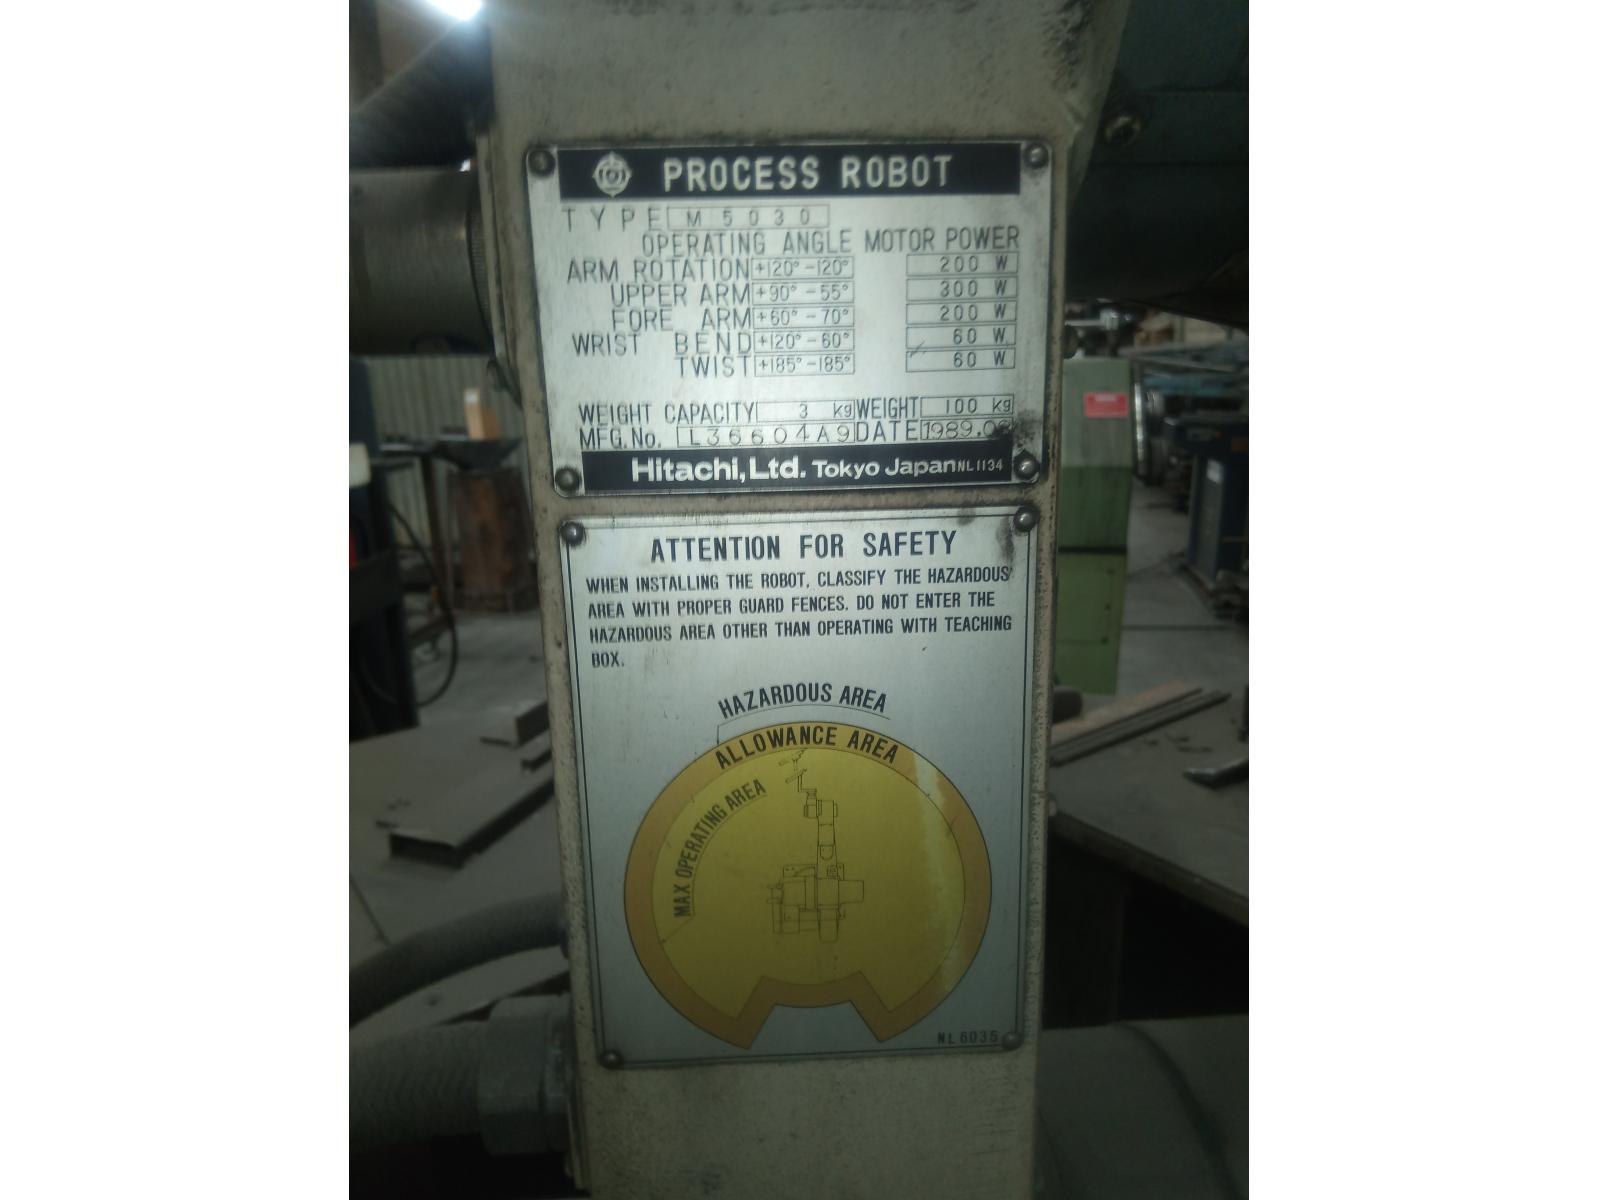 PROCESS ROBOT
TYPE M5030
OPERATING ANGLE MOTOR POWER
ARM ROTATION +120° -120° 200 W
UPPER ARM +90° -55° 300 W
FORE ARM +60° -70° 200 W
WRIST BEND +120° -60° 60 W
TWIST +185° -185° 60 W
WEIGHT CAPACITY 3 kg WEIGHT 100 kg
MFG.No. L36604A9 DATE
Hitachi, Ltd. Tokyo Japan NL1134
ATTENTION FOR SAFETY
WHEN INSTALLING THE ROBOT, CLASSIFY THE HAZARDOUS
AREA WITH PROPER GUARD FENCES. DO NOT ENTER THE
HAZARDOUS AREA OTHER THAN OPERATING WITH TEACHING
BOX.
HAZARDOUS AREA
ALLOWANCE AREA
MAX OPERATING AREA
NL6035